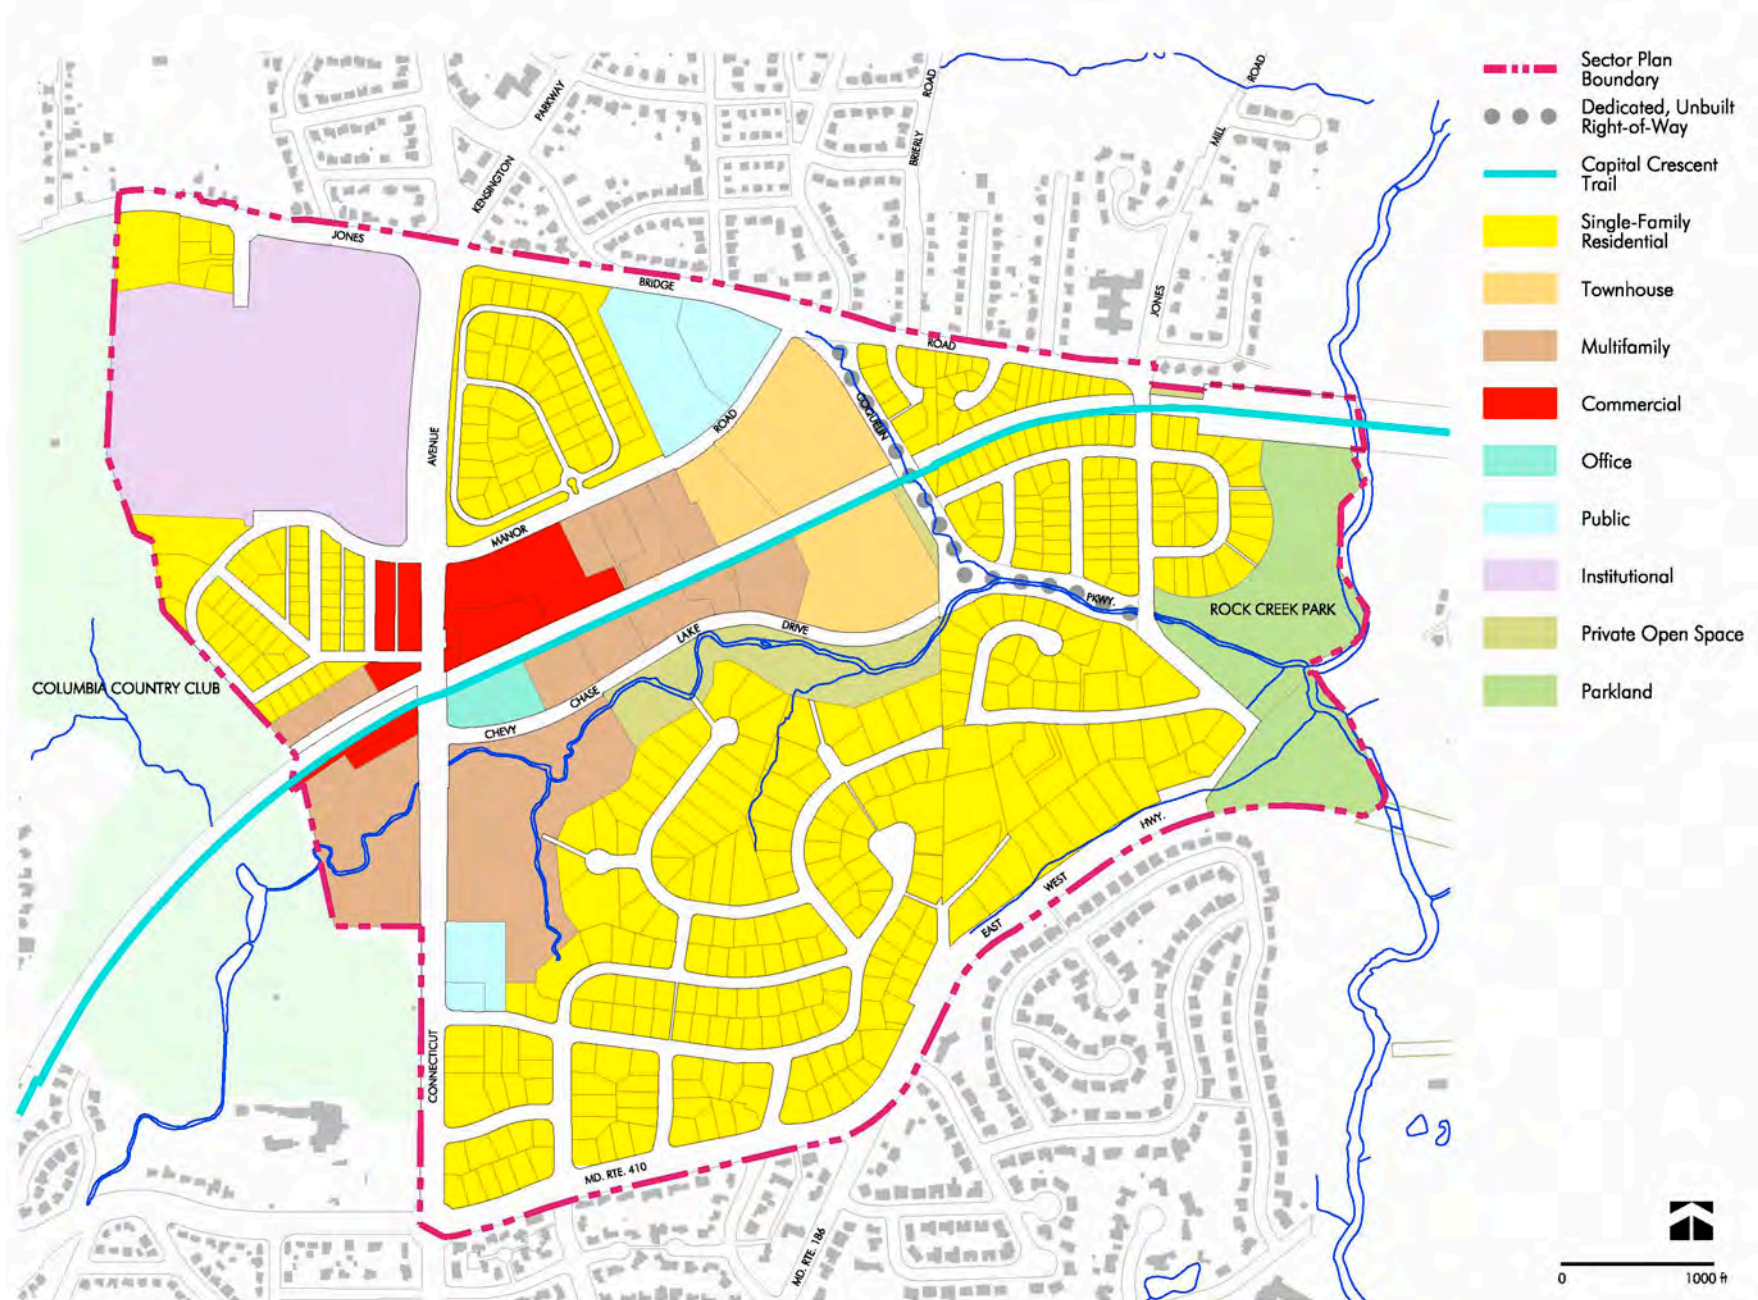 ROAD
BRIERLY
PARKWAY
KENSINGTON
ROAD
MILL
JONES
JONES
BRIDGE
ROAD
ROAD
COQUELIN
AVENUE
MANOR
PKWY.
ROCK CREEK PARK
LAKE
DRIVE
CHASE
CHEVY
COLUMBIA COUNTRY CLUB
HWY.
WEST
EAST
CONNECTICUT
MD. RTE. 410
MD. RTE. 186
Sector Plan
Boundary
Dedicated, Unbuilt
Right-of-Way
Capital Crescent
Trail
Single-Family
Residential
Townhouse
Multifamily
Commercial
Office
Public
Institutional
Private Open Space
Parkland
0
1000 ft